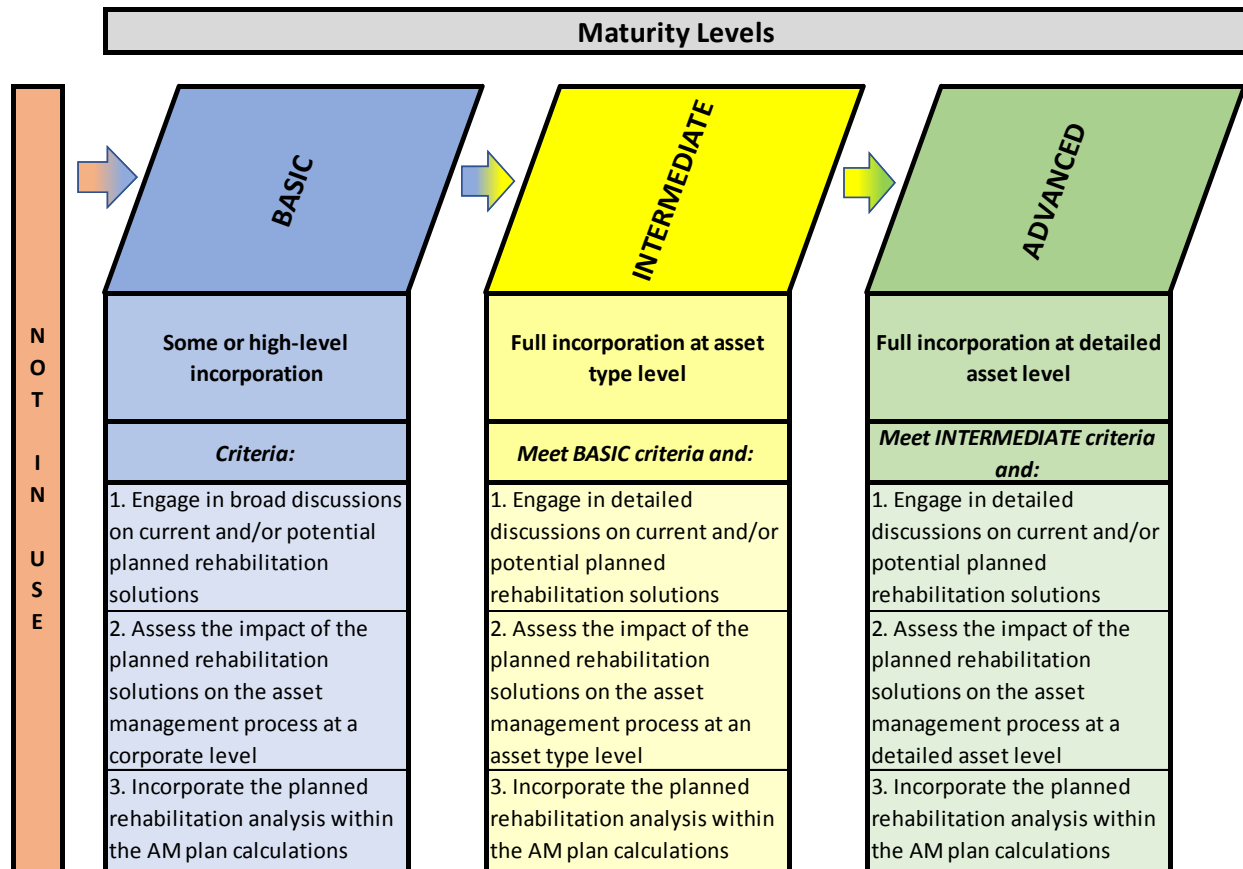 Maturity Levels
NOT IN USE
BASIC
Some or high-level
incorporation
Criteria:
1. Engage in broad discussions
on current and/or potential
planned rehabilitation
solutions
2. Assess the impact of the
planned rehabilitation
solutions on the asset
management process at a
corporate level
3. Incorporate the planned
rehabilitation analysis within
the AM plan calculations
INTERMEDIATE
Full incorporation at asset
type level
Meet BASIC criteria and:
1. Engage in detailed
discussions on current and/or
potential planned
rehabilitation solutions
2. Assess the impact of the
planned rehabilitation
solutions on the asset
management process at an
asset type level
3. Incorporate the planned
rehabilitation analysis within
the AM plan calculations
ADVANCED
Full incorporation at detailed
asset level
Meet INTERMEDIATE criteria
and:
1. Engage in detailed
discussions on current and/or
potential planned
rehabilitation solutions
2. Assess the impact of the
planned rehabilitation
solutions on the asset
management process at a
detailed asset level
3. Incorporate the planned
rehabilitation analysis within
the AM plan calculations